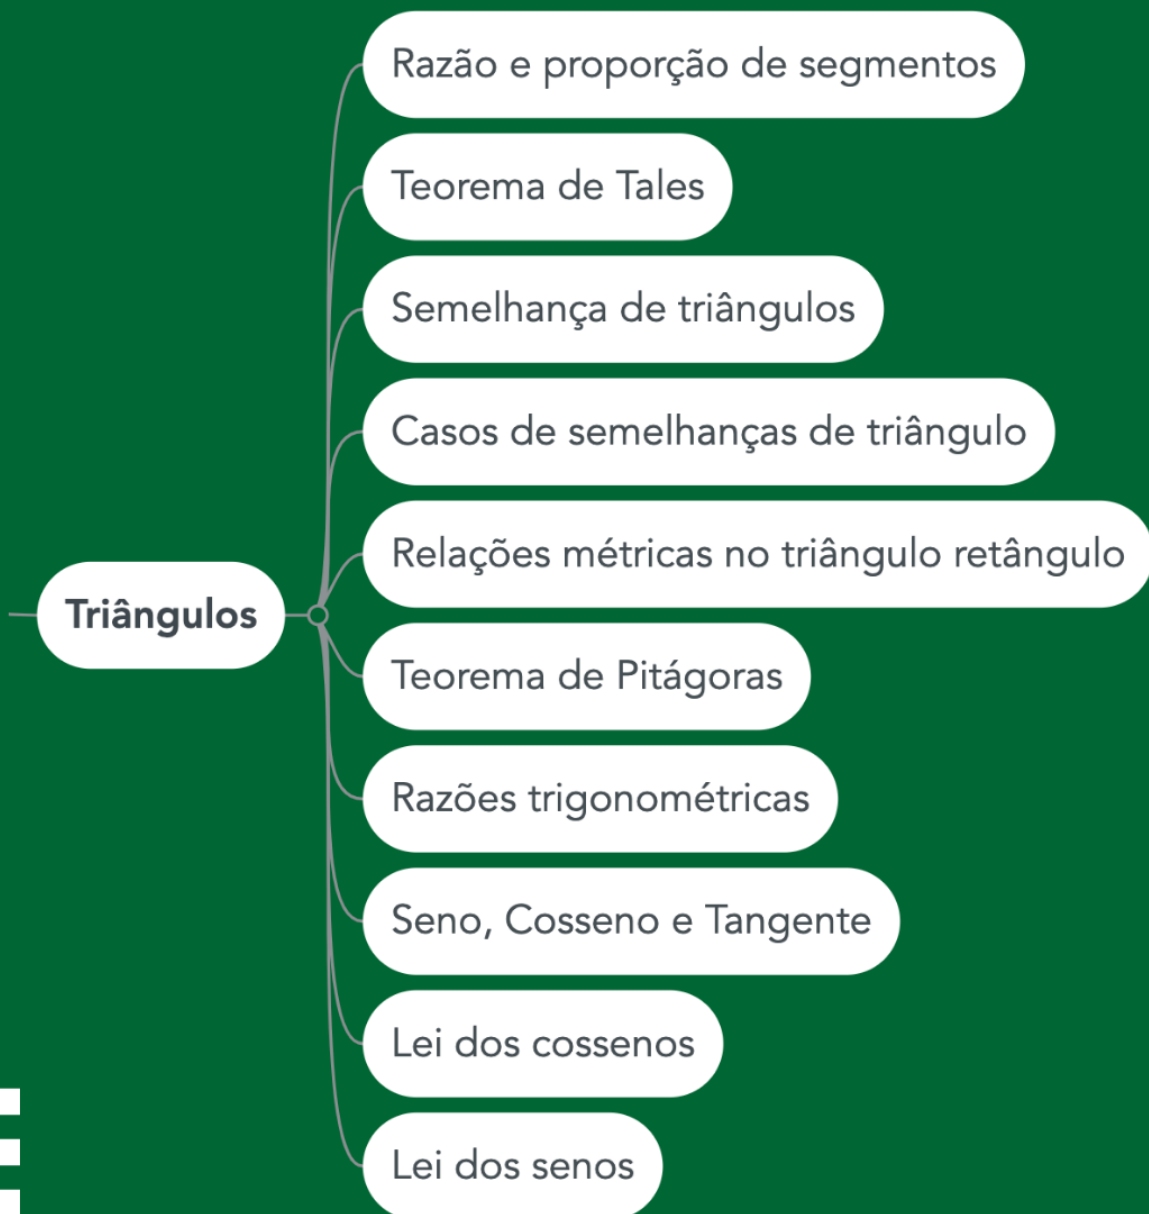 Razão e proporção de segmentos
Teorema de Tales
Semelhança de triângulos
Casos de semelhanças de triângulo
Relações métricas no triângulo retângulo
Triângulos
Teorema de Pitágoras
Razões trigonométricas
Seno, Cosseno e Tangente
Lei dos cossenos
Lei dos senos